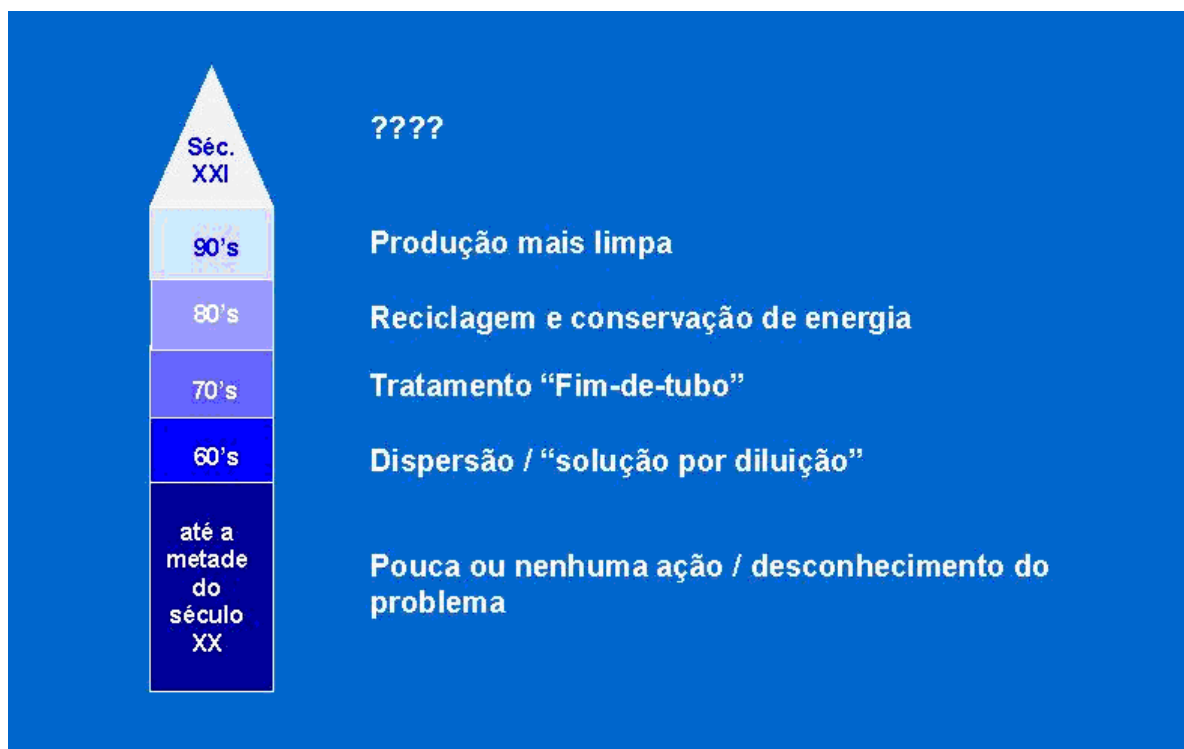 Séc.
XXI
????
90's
Produção mais limpa
80's
Reciclagem e conservação de energia
70's
Tratamento “Fim-de-tubo”
60's
Dispersão / “solução por diluição”
até a
metade
do
século
XX
Pouca ou nenhuma ação / desconhecimento do
problema